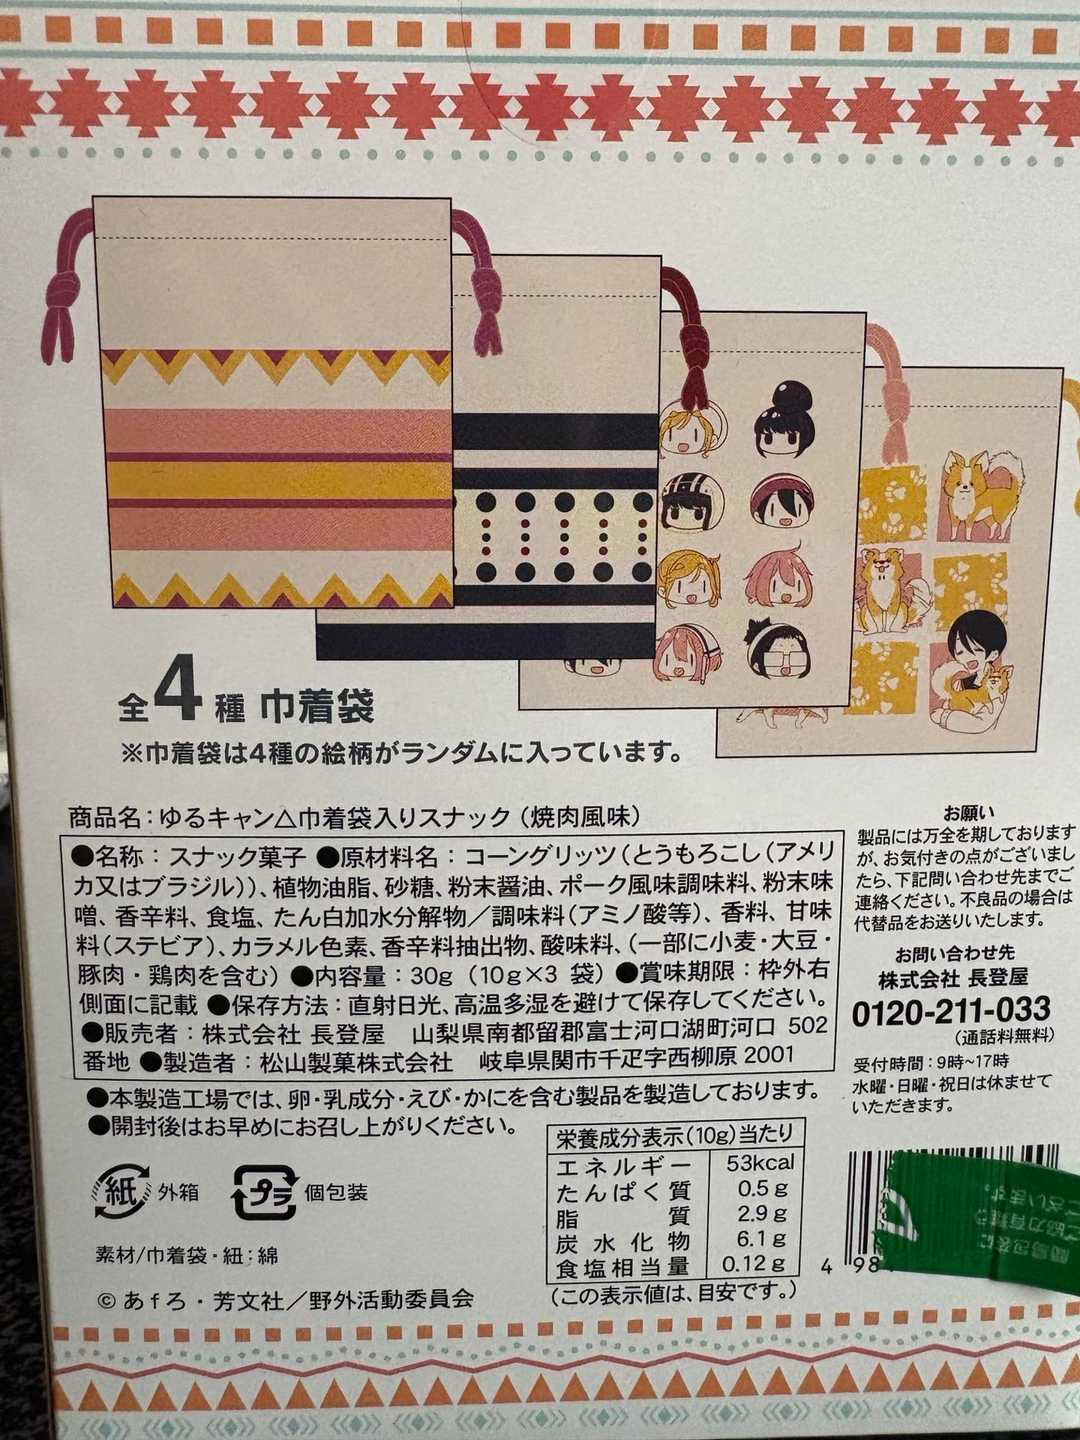 全4種 巾着袋
※巾着袋は4種の絵柄がランダムに入っています。
商品名：ゆるキャン△巾着袋入りスナック（焼肉風味）
●名称：スナック菓子 ●原材料名：コーングリッツ（とうもろこし（アメリ
カ又はブラジル））、植物油脂、砂糖、粉末醤油、ポーク風味調味料、粉末味
噌、香辛料、食塩、たん白加水分解物／調味料（アミノ酸等）、香料、甘味
料（ステビア）、カラメル色素、香辛料抽出物、酸味料、（一部に小麦・大豆・
豚肉・鶏肉を含む） ●内容量：30g（10g×3 袋） ●賞味期限：枠外右
側面に記載 ●保存方法：直射日光、高温多湿を避けて保存してください。
●販売者：株式会社 長登屋　山梨県南都留郡富士河口湖町河口 502
番地 ●製造者：松山製菓株式会社　岐阜県関市千疋字西柳原 2001
●本製造工場では、卵・乳成分・えび・かにを含む製品を製造しております。
●開封後はお早めにお召し上がりください。
紙 外箱
プラ 個包装
素材/巾着袋・紐：綿
©あfろ・芳文社／野外活動委員会
栄養成分表示（10g）当たり
エネルギー 53kcal
たんぱく質 0.5g
脂質 2.9g
炭水化物 6.1g
食塩相当量 0.12g
（この表示値は、目安です。）
お願い
製品には万全を期しております
が、お気付きの点がございまし
たら、下記問い合わせ先までご
連絡ください。不良品の場合は
代替品をお送りいたします。
お問い合わせ先
株式会社 長登屋
0120-211-033
（通話料無料）
受付時間：9時~17時
水曜・日曜・祝日は休ませて
いただきます。
4 98